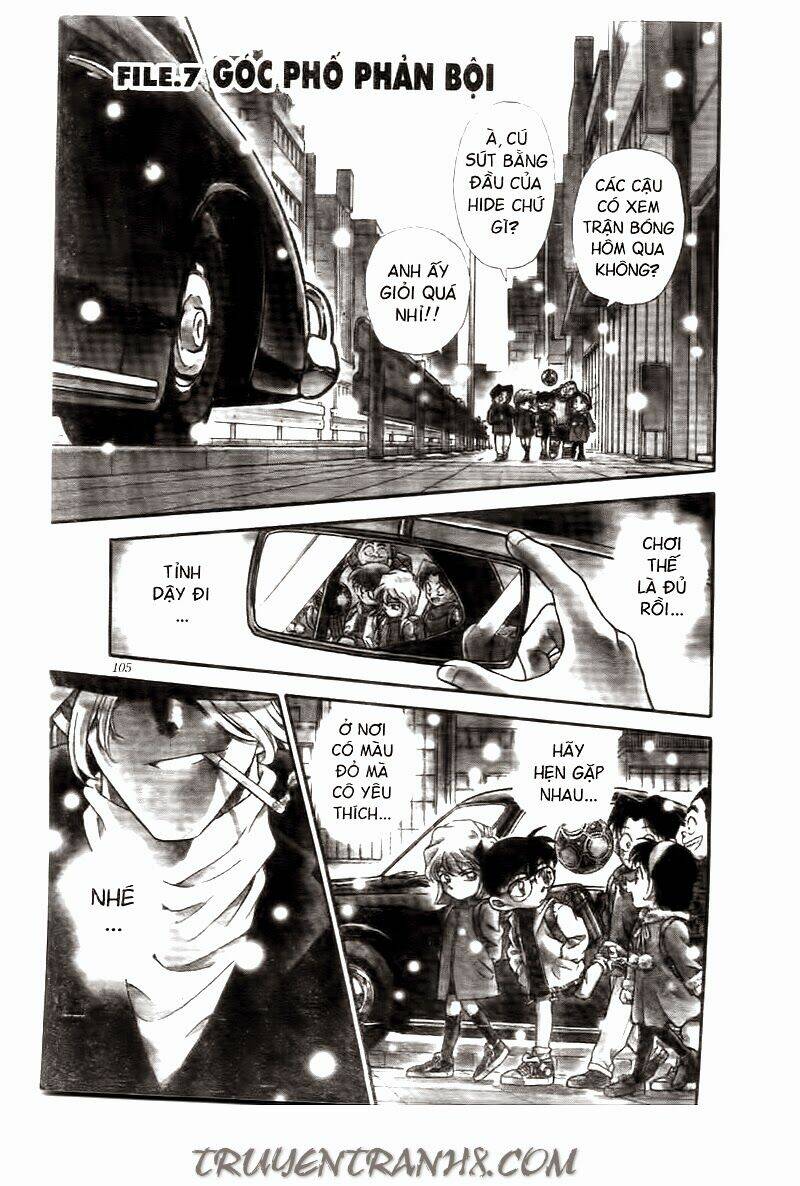 FILE.7 GÓC PHỐ PHẢN BỘI
CÁC CẬU
CÓ XEM
TRẬN BÓNG
HÔM QUA
KHÔNG?
À, CÚ
SÚT BẰNG
ĐẦU CỦA
HIDE CHỨ
GÌ?
ANH ẤY
GIỎI QUÁ
NHỈ!!
CHƠI
THẾ
LÀ ĐỦ
RỒI...
TỈNH
DẬY ĐI
...
105
HÃY
HẸN GẶP
NHAU...
Ở NƠI
CÓ MÀU
ĐỎ MÀ
CÔ YÊU
THÍCH...
NHÉ
...
TRUYENTRANH8.COM